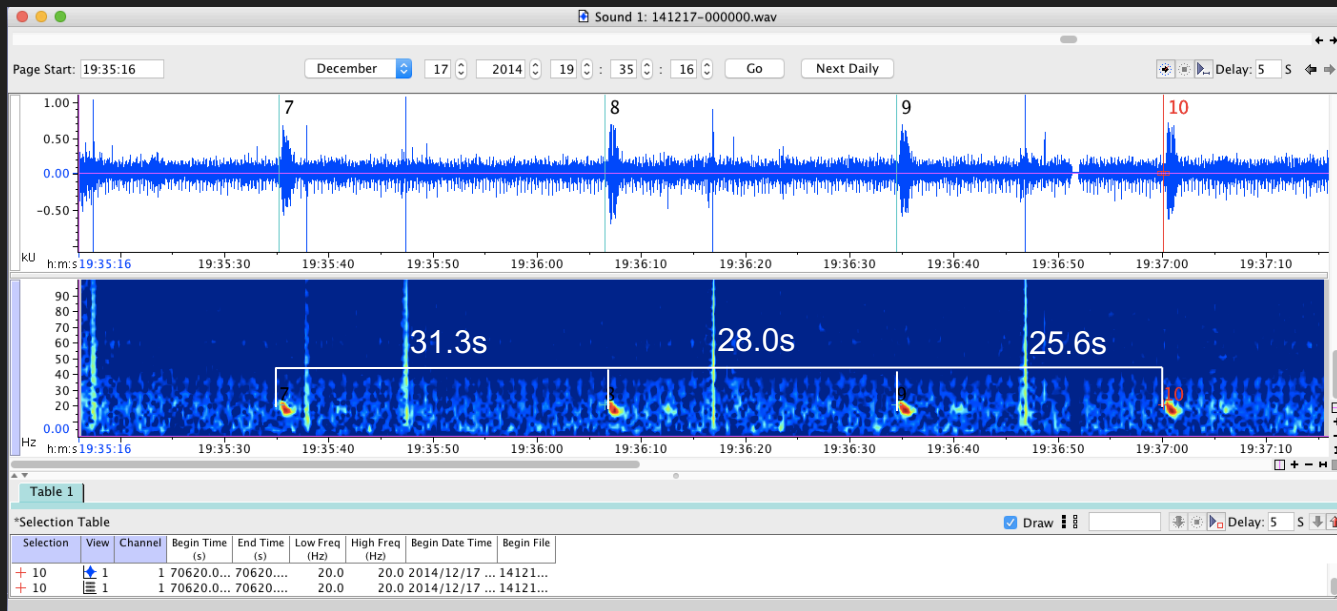 Sound 1: 141217-000000.wav
Page Start: 19:35:16 December 17 2014 19 : 35 : 16 Go Next Daily Delay: 5 S
7 8 9 10
1.00
0.50
0.00
-0.50
kU
h:m:s 19:35:16 19:35:30 19:35:40 19:35:50 19:36:00 19:36:10 19:36:20 19:36:30 19:36:40 19:36:50 19:37:00 19:37:10
90
80
70
60
50
40
30
20
0.00
Hz
31.3s 28.0s 25.6s
7 9 10
h:m:s 19:35:16 19:35:30 19:35:40 19:35:50 19:36:00 19:36:10 19:36:20 19:36:30 19:36:40 19:36:50 19:37:00 19:37:10
Table 1
*Selection Table Draw Delay: 5 S
Selection View Channel Begin Time (s) End Time (s) Low Freq (Hz) High Freq (Hz) Begin Date Time Begin File
10 1 1 70620.0... 70620.... 20.0 20.0 2014/12/17 ... 14121...
10 1 1 70620.0... 70620.... 20.0 20.0 2014/12/17 ... 14121...